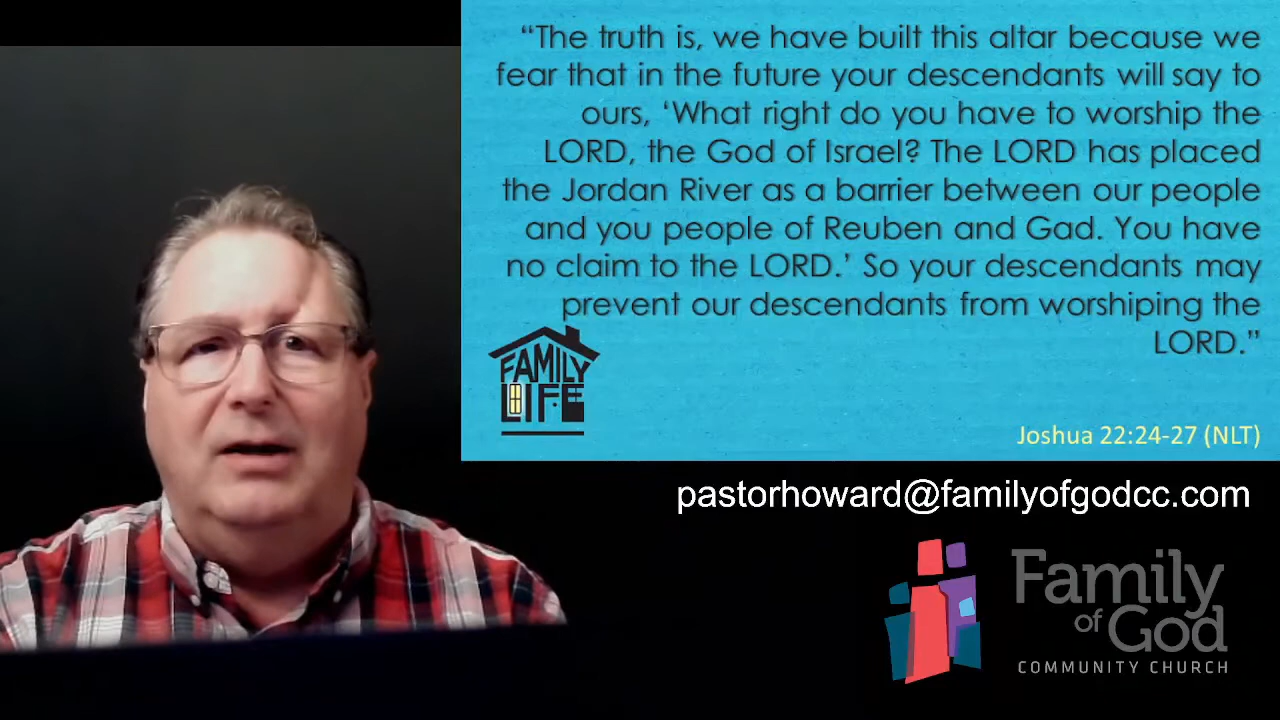 “The truth is, we have built this altar because we
fear that in the future your descendants will say to
ours, ‘What right do you have to worship the
LORD, the God of Israel? The LORD has placed
the Jordan River as a barrier between our people
and you people of Reuben and Gad. You have
no claim to the LORD.’ So your descendants may
prevent our descendants from worshiping the
LORD.”
FAMILY
LIFE
Joshua 22:24-27 (NLT)
pastorhoward@familyofgodcc.com
Family
of
God
COMMUNITY CHURCH